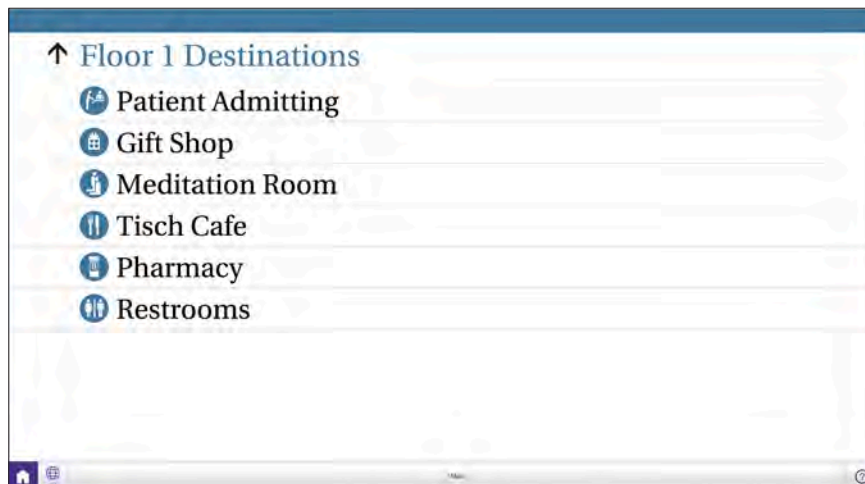 Floor 1 Destinations
Patient Admitting
Gift Shop
Meditation Room
Tisch Cafe
Pharmacy
Restrooms